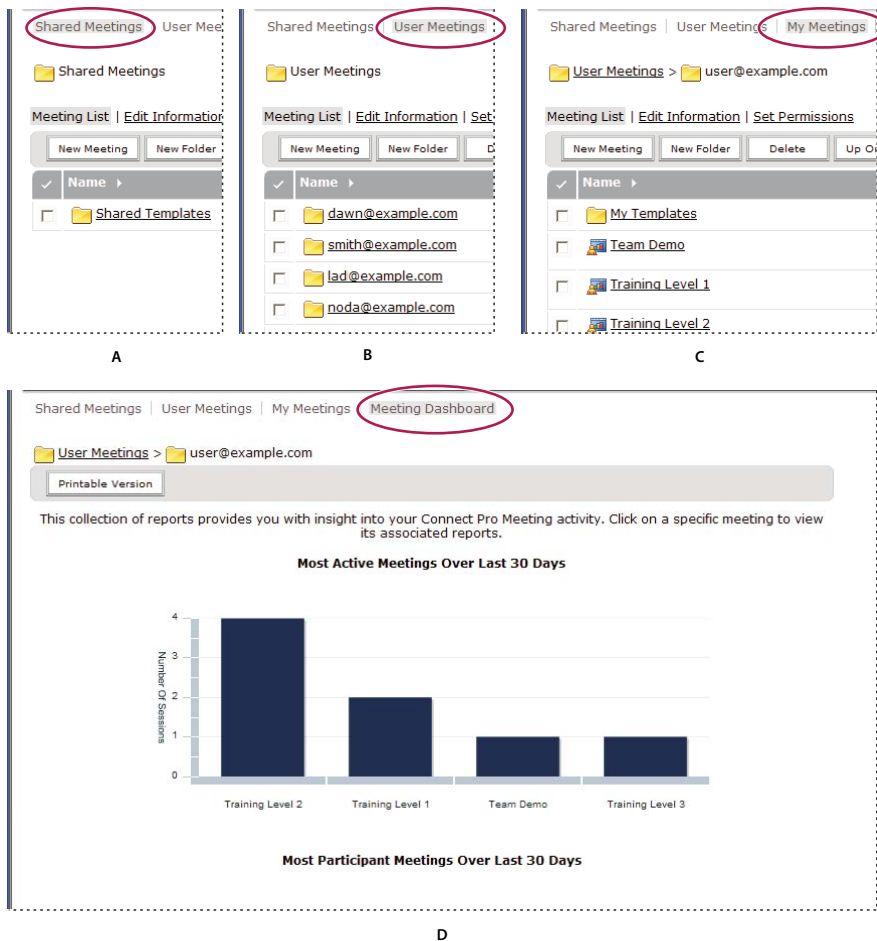 Shared Meetings | User Mee
Shared Meetings
Meeting List | Edit Information
New Meeting New Folder
Name
Shared Templates
A
Shared Meetings | User Meetings
User Meetings
Meeting List | Edit Information | Set
New Meeting New Folder D
Name
dawn@example.com
smith@example.com
lad@example.com
noda@example.com
B
Shared Meetings | User Meetings | My Meetings
User Meetings > user@example.com
Meeting List | Edit Information | Set Permissions
New Meeting New Folder Delete Up O
Name
My Templates
Team Demo
Training Level 1
Training Level 2
C
Shared Meetings | User Meetings | My Meetings Meeting Dashboard
User Meetings > user@example.com
Printable Version
This collection of reports provides you with insight into your Connect Pro Meeting activity. Click on a specific meeting to view
its associated reports.
Most Active Meetings Over Last 30 Days
4
3
2
1
0
Number Of Sessions
Training Level 2 Training Level 1 Team Demo Training Level 3
Most Participant Meetings Over Last 30 Days
D